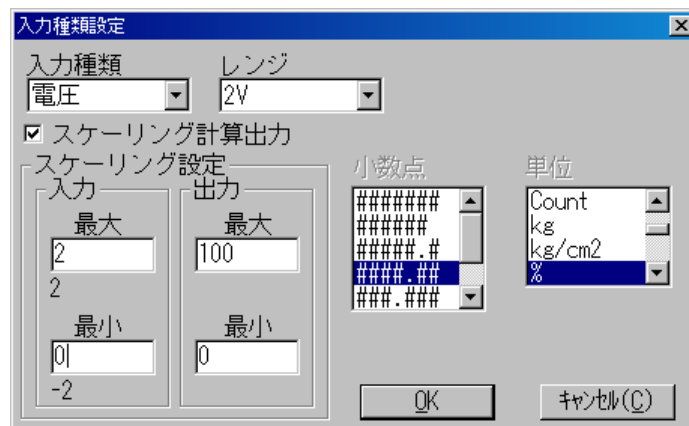 入力種類設定
入力種類 レンジ
電圧 2V
スケーリング計算出力
スケーリング設定 小数点 単位
入力 出力
最大 最大
2 100
2
最小 最小
0 0
-2
#######
######
#####.#
####.##
###.###
Count
kg
kg/cm2
%
OK キャンセル(C)